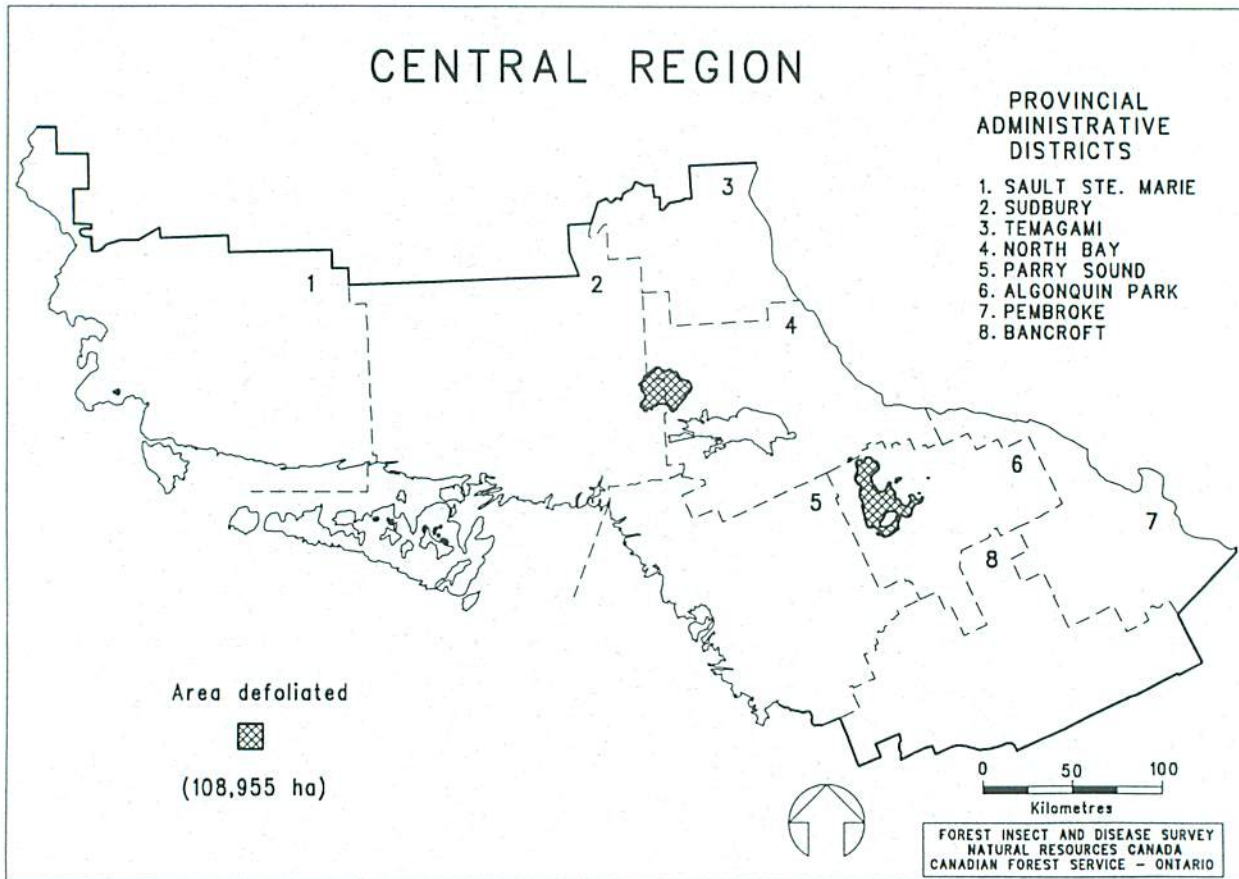 CENTRAL REGION
PROVINCIAL
ADMINISTRATIVE
DISTRICTS
1. SAULT STE. MARIE
2. SUDBURY
3. TEMAGAMI
4. NORTH BAY
5. PARRY SOUND
6. ALGONQUIN PARK
7. PEMBROKE
8. BANCROFT
3
1
2
4
6
5
7
8
Area defoliated
(108,955 ha)
0 50 100
Kilometres
FOREST INSECT AND DISEASE SURVEY
NATURAL RESOURCES CANADA
CANADIAN FOREST SERVICE – ONTARIO